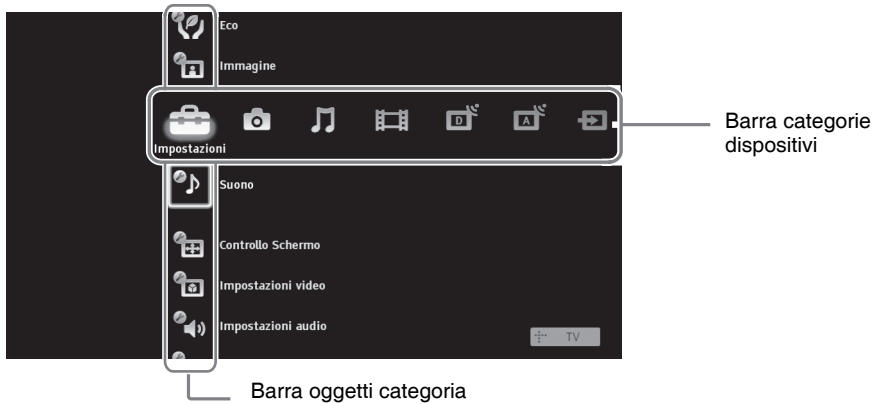 Eco
Immagine
D
A
Impostazioni
Barra categorie
dispositivi
Suono
Controllo Schermo
Impostazioni video
Impostazioni audio
TV
Barra oggetti categoria